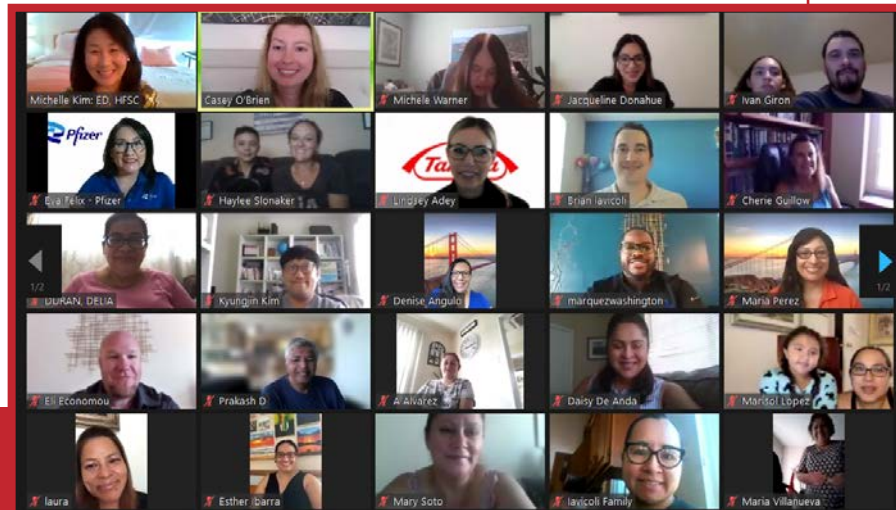 Michelle Kim: ED, HFSC
Casey O'Brien
Michele Warner
Jacqueline Donahue
Ivan Giron
Pfizer
Eva Felix - Pfizer
Haylee Slonaker
Ta
Lindsey Adey
Brian Iavicoli
Cherie Guillow
1/2
DURAN, DELIA
Kyungjin Kim
Denise Angulo
marquezwashington
Maria Perez
1/2
Eli Economou
Prakash D
A Alvarez
Daisy De Anda
Marisol Lopez
laura
Esther Ibarra
Mary Soto
Iavicoli Family
Maria Villanueva